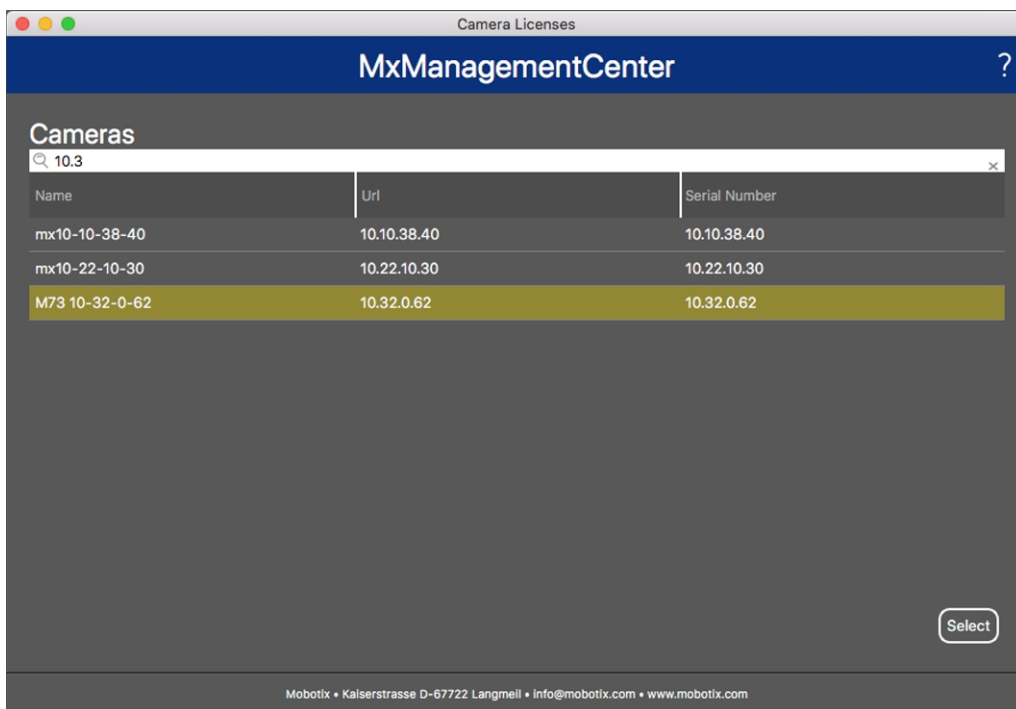 Camera Licenses
MxManagementCenter ?
Cameras
10.3 ×
Name Url Serial Number
mx10-10-38-40 10.10.38.40 10.10.38.40
mx10-22-10-30 10.22.10.30 10.22.10.30
M73 10-32-0-62 10.32.0.62 10.32.0.62
Select
Mobotix • Kaiserstrasse D-67722 Langmeil • info@mobotix.com • www.mobotix.com